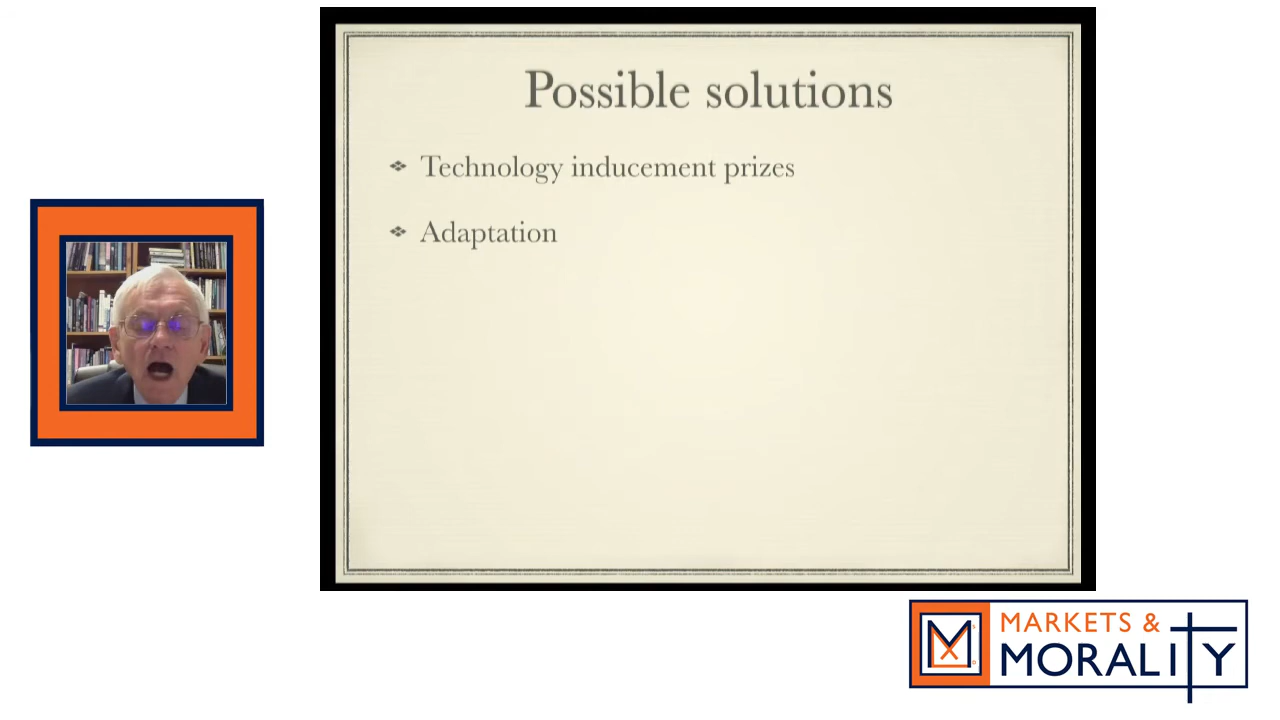 Possible solutions
Technology inducement prizes
Adaptation
MARKETS &
MORALITY